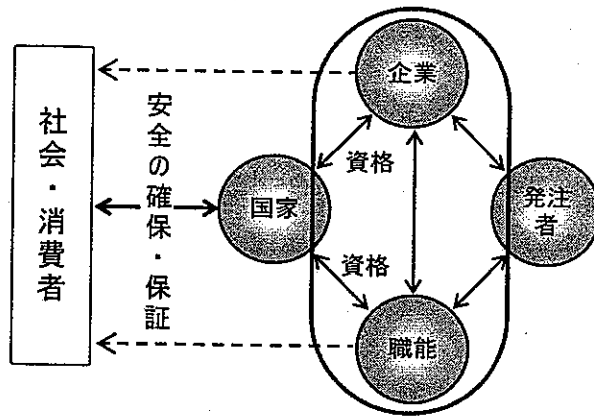 社会・消費者
安全の確保・保証
企業
資格
国家
発注
者
資格
職能